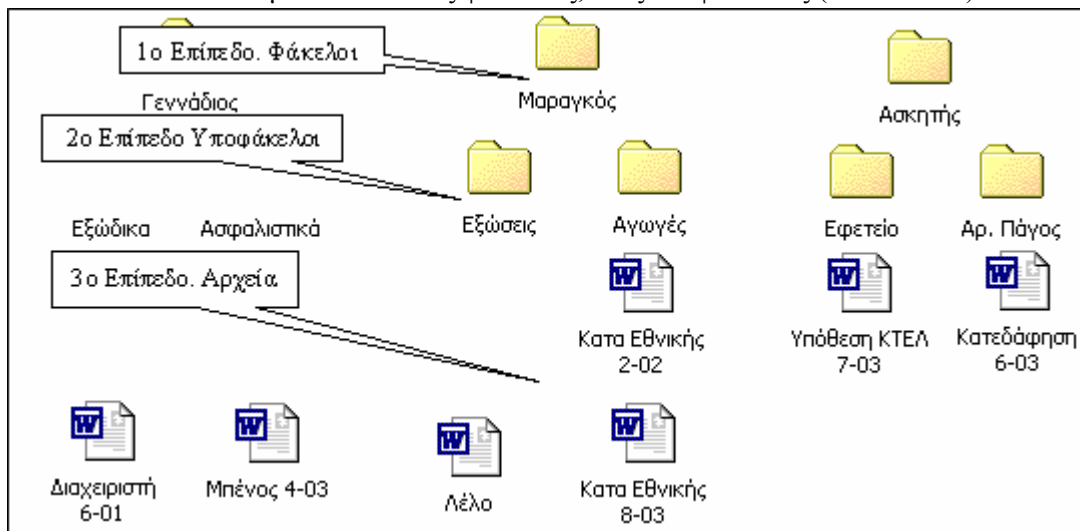 1ο Επίπεδο. Φάκελοι
Γεννάδιος
Μαραγκός
Ασκητής
2ο Επίπεδο Υποφάκελοι
Εξώδικα
Ασφαλιστικά
Εξώσεις
Αγωγές
Εφετείο
Αρ. Πάγος
3ο Επίπεδο. Αρχεία
Κατα Εθνικής
2-02
Υπόθεση ΚΤΕΛ
7-03
Κατεδάφηση
6-03
Διαχειριστή
6-01
Μπένος 4-03
Λέλο
Κατα Εθνικής
8-03